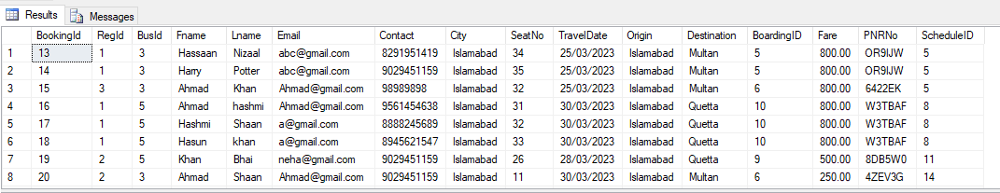 Results Messages
BookingId RegId BusId Fname Lname Email Contact City SeatNo TravelDate Origin Destination BoardingID Fare PNRNo ScheduleID
1 13 1 3 Hassaan Nizaal abc@gmail.com 8291951419 Islamabad 34 25/03/2023 Islamabad Multan 5 800.00 OR9IJW 5
2 14 1 3 Harry Potter abc@gmail.com 9029451159 Islamabad 35 25/03/2023 Islamabad Multan 5 800.00 OR9IJW 5
3 15 3 3 Ahmad Khan Ahmad@gmail.com 98989898 Islamabad 32 25/03/2023 Islamabad Multan 6 800.00 6422EK 5
4 16 1 5 Ahmad hashmi Ahmad@gmail.com 9561454638 Islamabad 31 30/03/2023 Islamabad Quetta 10 800.00 W3TBAF 8
5 17 1 5 Hashmi Shaan a@gmail.com 8888245689 Islamabad 32 30/03/2023 Islamabad Quetta 10 800.00 W3TBAF 8
6 18 1 5 Hasun khan a@gmail.com 8945621547 Islamabad 33 30/03/2023 Islamabad Quetta 10 800.00 W3TBAF 8
7 19 2 5 Khan Bhai neha@gmail.com 9029451159 Islamabad 26 28/03/2023 Islamabad Quetta 9 500.00 8DB5W0 11
8 20 2 3 Ahmad Shaan Ahmad@gmail.com 9029451159 Islamabad 11 30/03/2023 Islamabad Multan 6 250.00 4ZEV3G 14